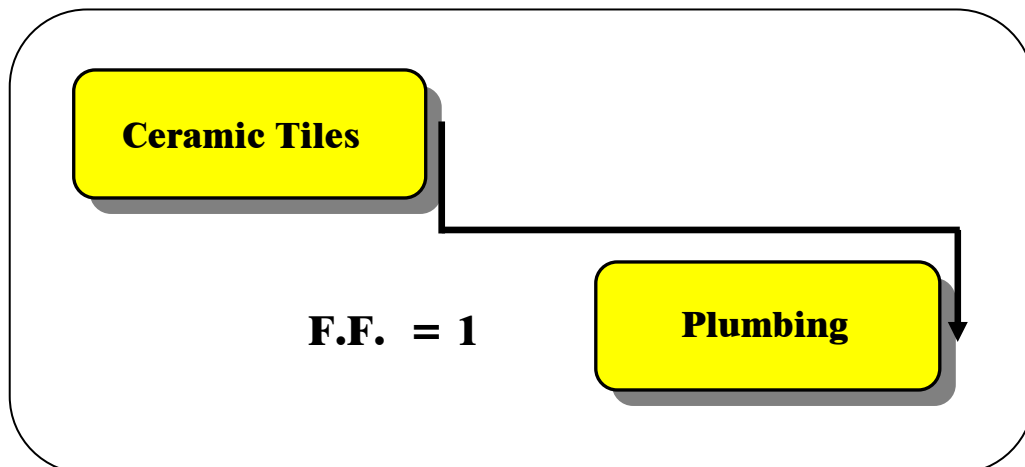 Ceramic Tiles
Plumbing
F.F. = 1